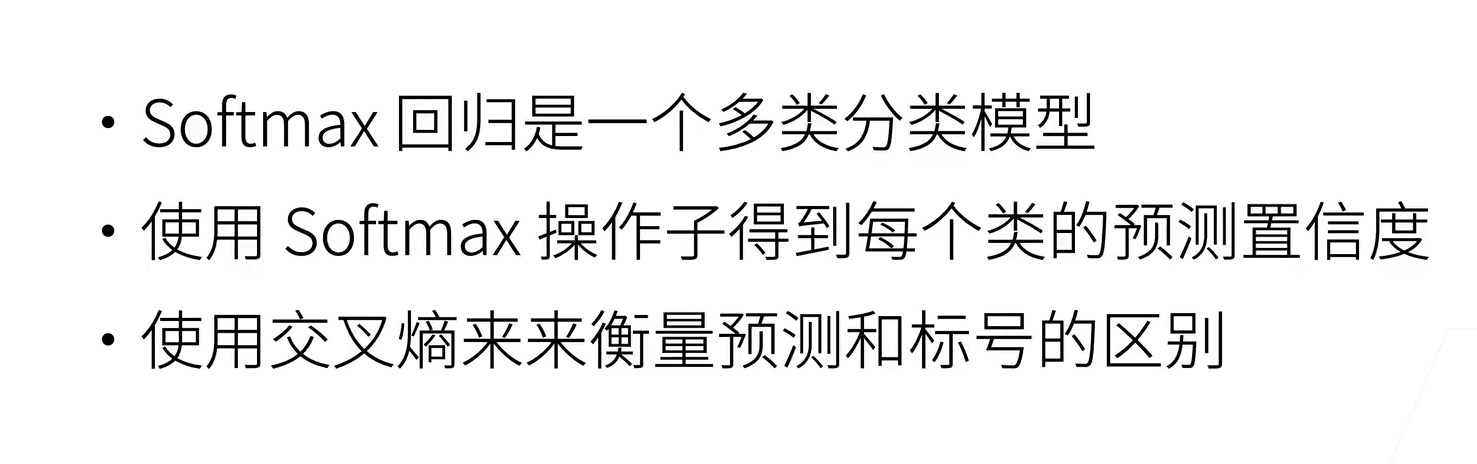 • Softmax 回归是一个多类分类模型
• 使用 Softmax 操作子得到每个类的预测置信度
• 使用交叉熵来来衡量预测和标号的区别